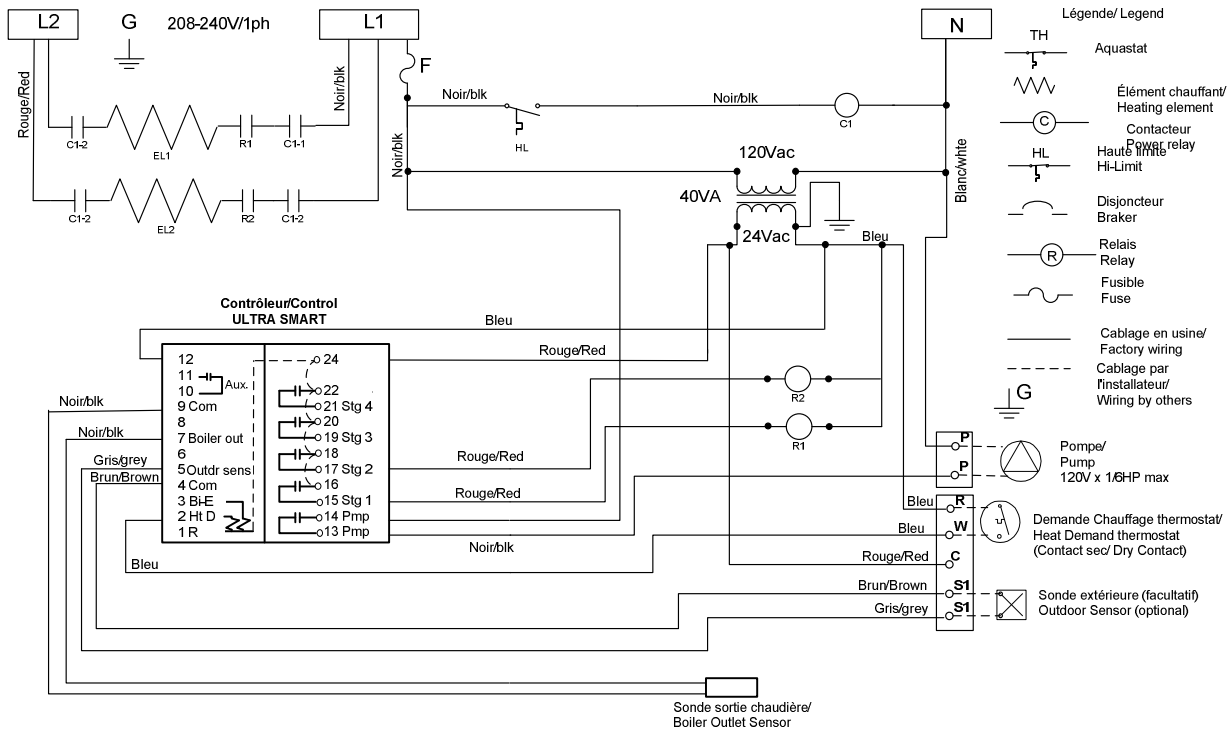 L2
G
208-240V/1ph
L1
F
N
Rouge/Red
Noir/blk
Noir/blk
Noir/blk
Noir/blk
Blanc/whte
C1-2
EL1
R1
C1-1
C1-2
EL2
R2
C1-2
HL
C1
120Vac
40VA
24Vac
Bleu
Contrôleur/Control
ULTRA SMART
Bleu
Rouge/Red
12
11
10
Aux.
9 Com
8
7 Boiler out
6
5 Outdr sens
4 Com
3 Bi-E
2 Ht D
1 R
24
22
21 Stg 4
20
19 Stg 3
18
17 Stg 2
16
15 Stg 1
14 Pmp
13 Pmp
Noir/blk
Noir/blk
Gris/grey
Brun/Brown
Bleu
Rouge/Red
Rouge/Red
Noir/blk
R2
R1
P
P
R
W
C
S1
S1
Bleu
Bleu
Rouge/Red
Brun/Brown
Gris/grey
Pompe/
Pump
120V x 1/6HP max
Demande Chauffage thermostat/
Heat Demand thermostat
(Contact sec/ Dry Contact)
Sonde extérieure (facultatif)
Outdoor Sensor (optional)
Sonde sortie chaudière/
Boiler Outlet Sensor
Légende/ Legend
TH
Aquastat
Élément chauffant/
Heating element
C
Contacteur
Power relay
HL
Haute limite
Hi-Limit
Disjoncteur
Braker
R
Relais
Relay
Fusible
Fuse
Cablage en usine/
Factory wiring
Cablage par
l'installateur/
Wiring by others
G